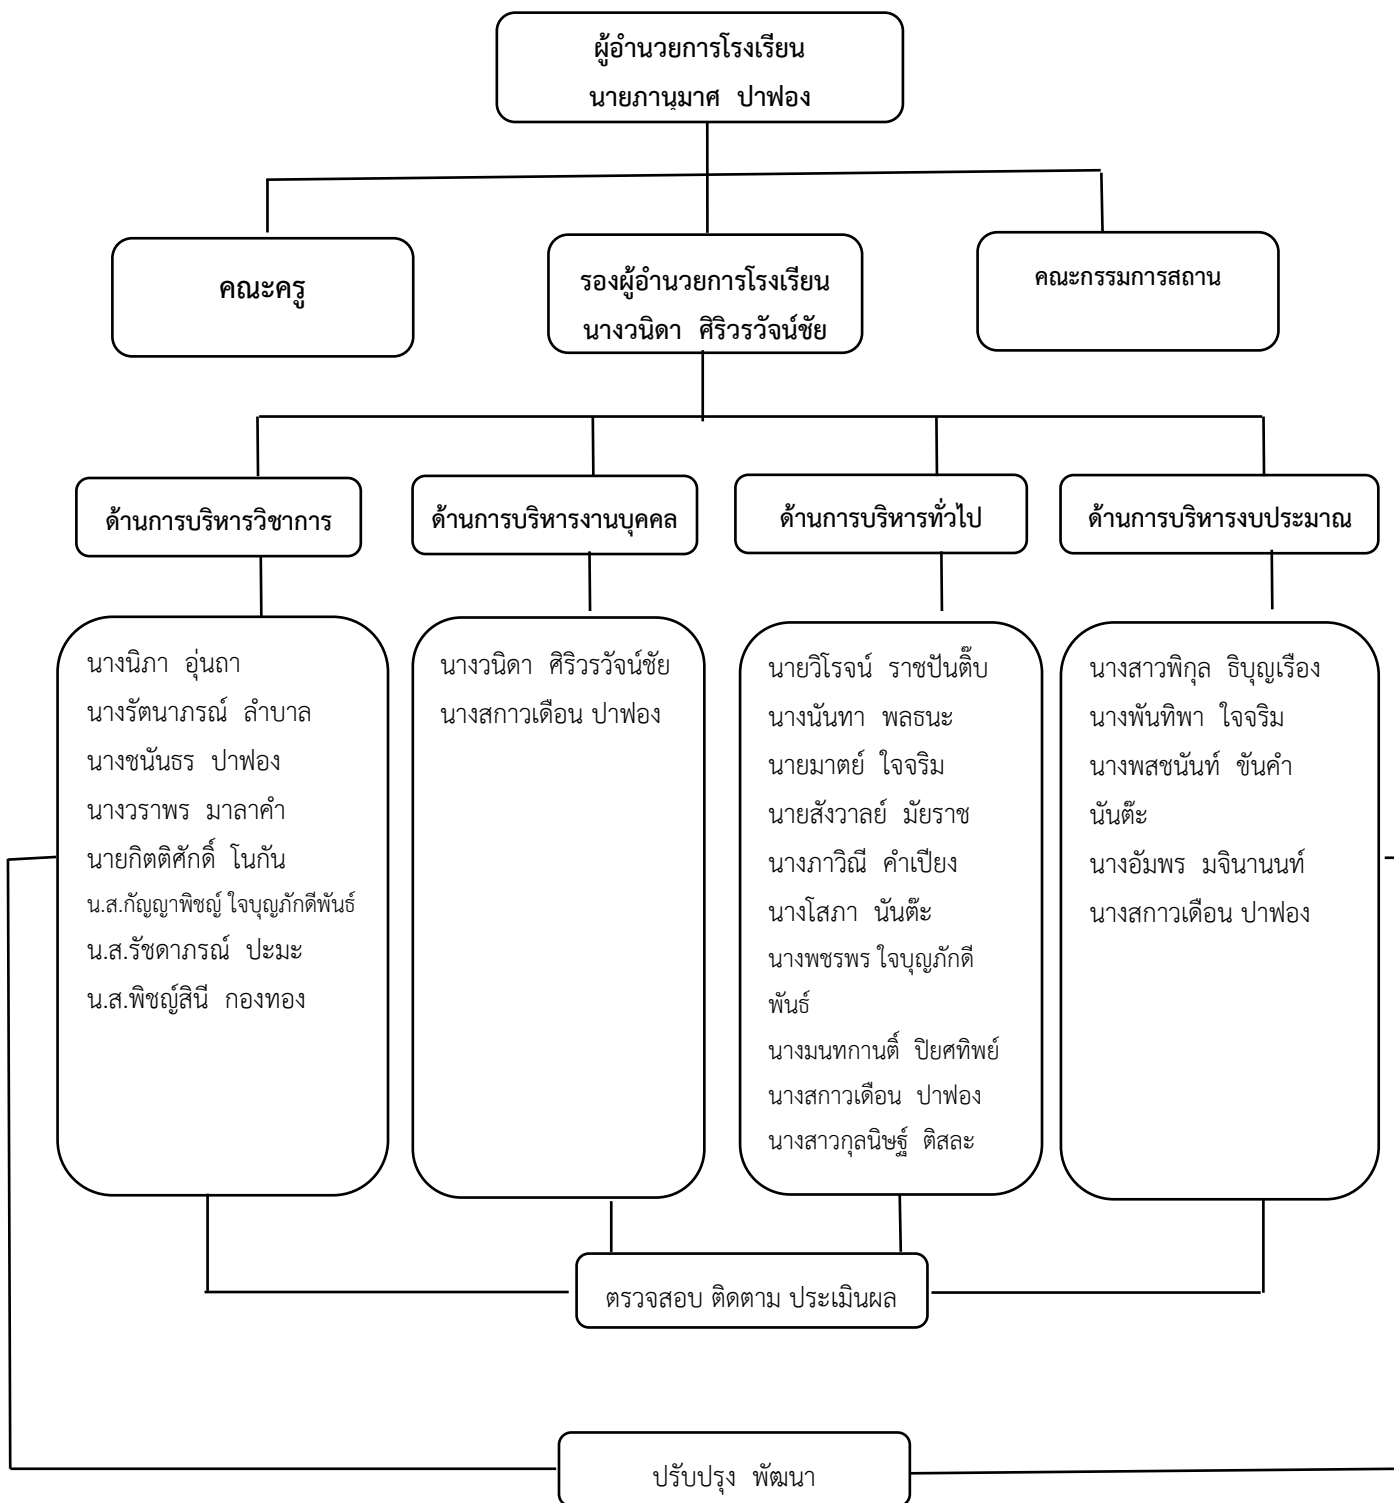 ผู้อำนวยการโรงเรียน
นายภานุมาศ ปาฟอง
คณะครู
รองผู้อำนวยการโรงเรียน
นางวนิดา ศิริวรวัจน์ชัย
คณะกรรมการสถาน
ด้านการบริหารวิชาการ
ด้านการบริหารงานบุคคล
ด้านการบริหารทั่วไป
ด้านการบริหารงบประมาณ
นางนิภา อุ่นถา
นางรัตนาภรณ์ ลำบาล
นางชนันธร ปาฟอง
นางวราพร มาลาคำ
นายกิตติศักดิ์ โนกัน
น.ส.กัญญาพิชญ์ ใจบุญภักดีพันธ์
น.ส.รัชดาภรณ์ ปะมะ
น.ส.พิชญ์สินี กองทอง
นางวนิดา ศิริวรวัจน์ชัย
นางสกาวเดือน ปาฟอง
นายวิโรจน์ ราชปันติ๊บ
นางนันทา พลธนะ
นายมาตย์ ใจจริม
นายสังวาลย์ มัยราช
นางภาวิณี คำเปียง
นางโสภา นันต๊ะ
นางพชรพร ใจบุญภักดี
พันธ์
นางมนทกานติ์ ปิยศทิพย์
นางสกาวเดือน ปาฟอง
นางสาวกุลนิษฐ์ ติสละ
นางสาวพิกุล ธิบุญเรือง
นางพันทิพา ใจจริม
นางพสชนันท์ ขันคำ
นันต๊ะ
นางอัมพร มจินานนท์
นางสกาวเดือน ปาฟอง
ตรวจสอบ ติดตาม ประเมินผล
ปรับปรุง พัฒนา